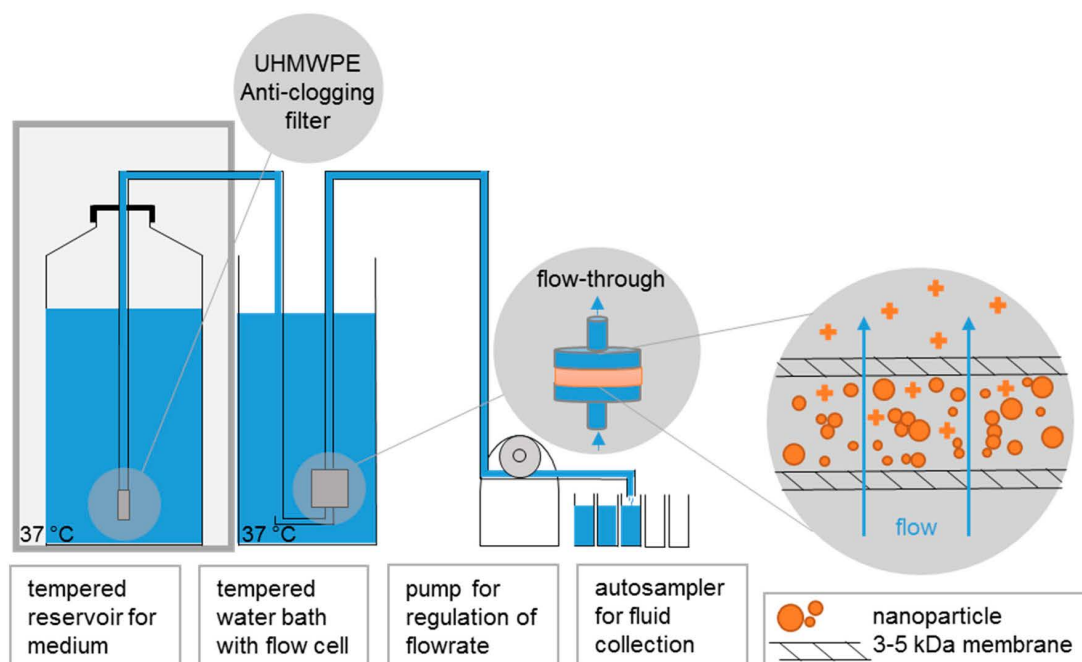 UHMWPE
Anti-clogging
filter
flow-through
flow
37 °C
37 °C
tempered
reservoir for
medium
tempered
water bath
with flow cell
pump for
regulation of
flowrate
autosampler
for fluid
collection
nanoparticle
3-5 kDa membrane